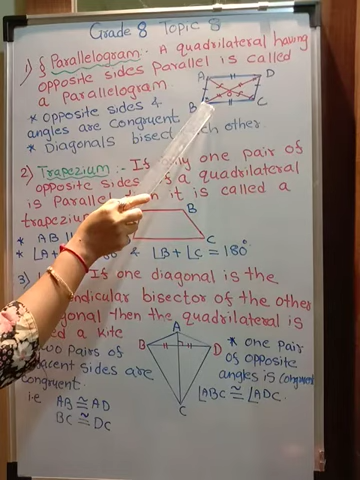 Grade 8 Topic 8
1) Parallelogram :- A quadrilateral having
opposite sides Parallel is called
a Parallelogram.
A D
B C
* Opposite sides &
angles are Congruent
* Diagonals bisect each other
2) Trapezium :- If only one pair of
opposite sides of a quadrilateral
is Parallel then it is called a
trapezium
B
C
* AB
* ∠A+ & ∠B+∠C = 180°
3) If one diagonal is the
Perpendicular bisector of the other
diagonal then the quadrilateral is
called a kite
A
B D
C
* Two pairs of
adjacent sides are
Congruent.
i.e AB ≅ AD
BC ≅ DC
* one pair
of opposite
angles is congruent
∠ABC ≅ ∠ADC